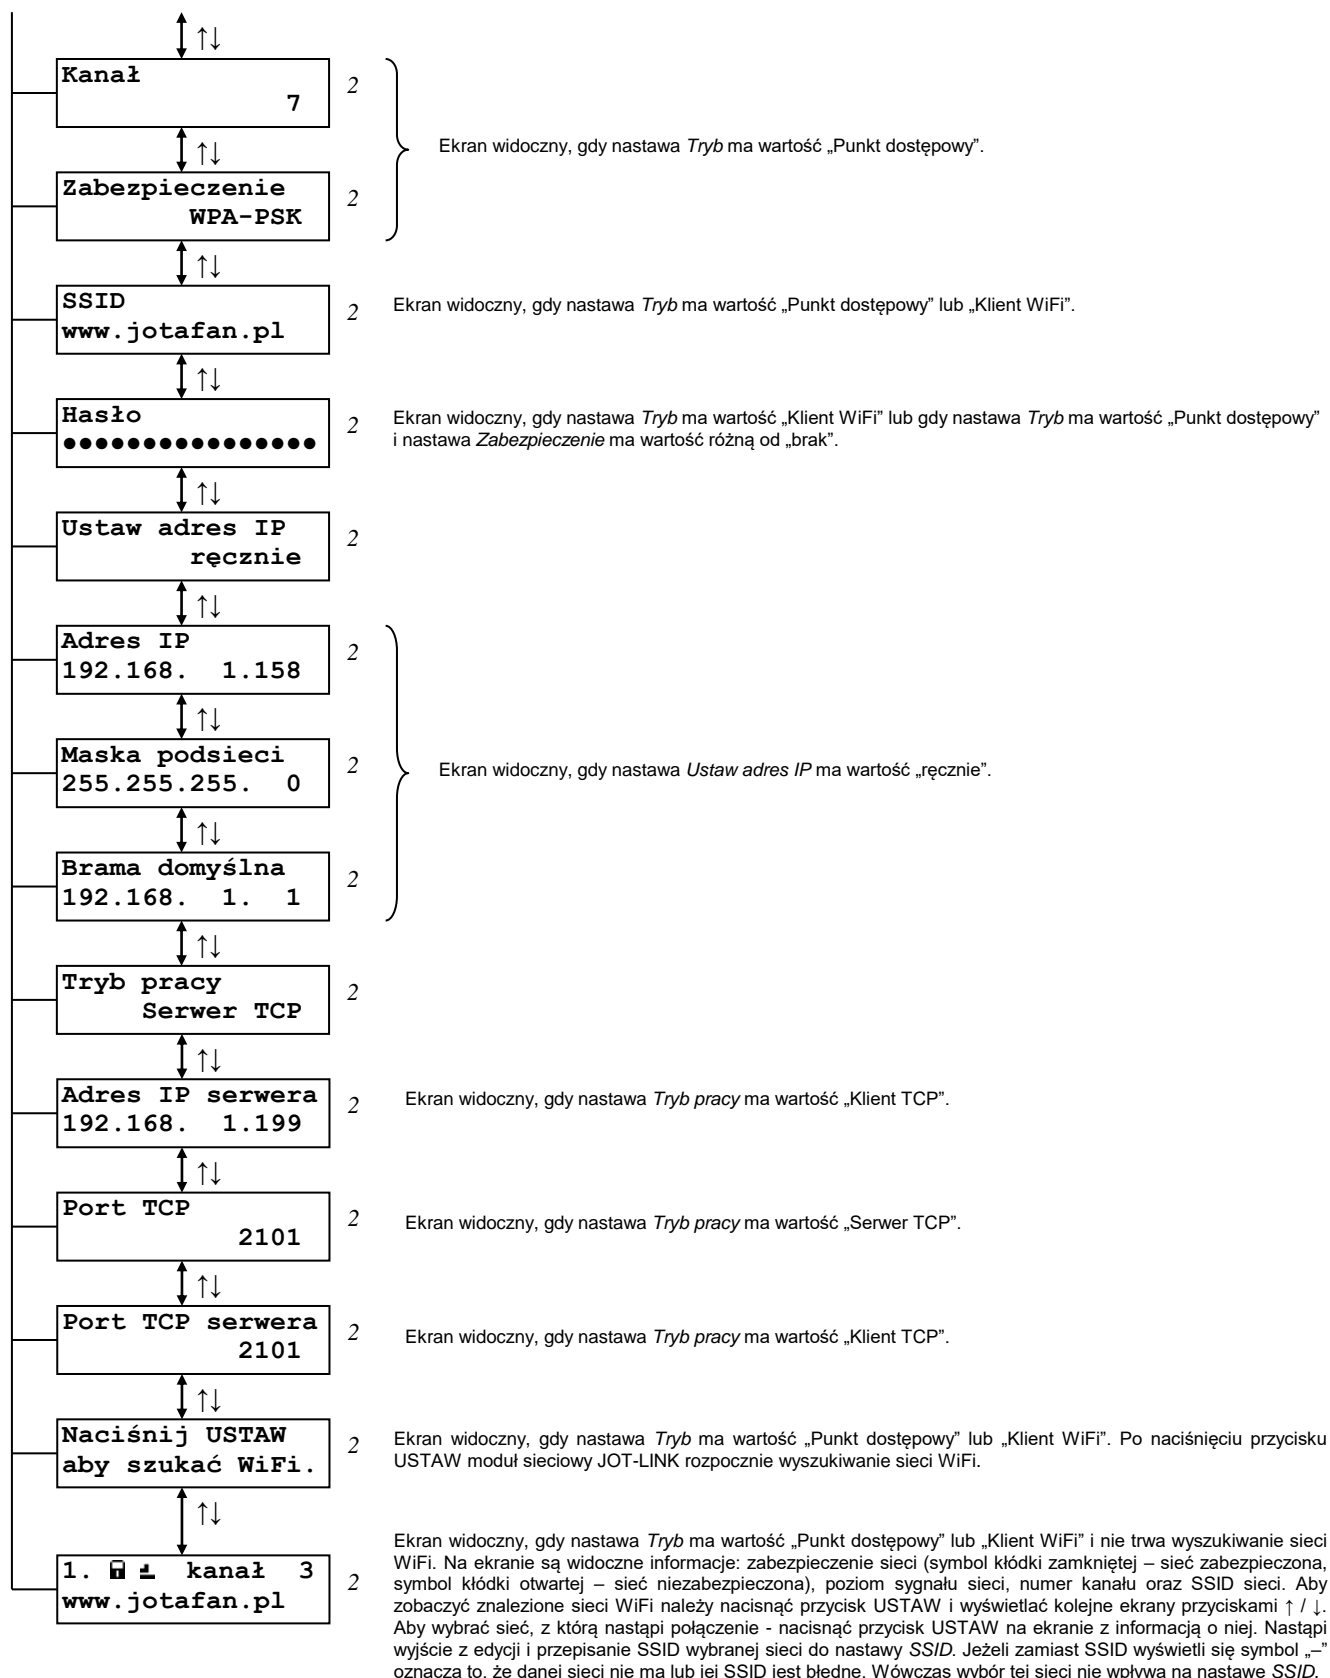 ↑↓
Kanał
7
2
Ekran widoczny, gdy nastawa Tryb ma wartość „Punkt dostępowy”.
↑↓
Zabezpieczenie
WPA-PSK
2
↑↓
SSID
www.jotafan.pl
2
Ekran widoczny, gdy nastawa Tryb ma wartość „Punkt dostępowy” lub „Klient WiFi”.
↑↓
Hasło
●●●●●●●●●●●●●●●●
2
Ekran widoczny, gdy nastawa Tryb ma wartość „Klient WiFi” lub gdy nastawa Tryb ma wartość „Punkt dostępowy”
i nastawa Zabezpieczenie ma wartość różną od „brak”.
↑↓
Ustaw adres IP
ręcznie
2
↑↓
Adres IP
192.168.  1.158
2
↑↓
Maska podsieci
255.255.255.  0
2
Ekran widoczny, gdy nastawa Ustaw adres IP ma wartość „ręcznie”.
↑↓
Brama domyślna
192.168.  1.  1
2
↑↓
Tryb pracy
Serwer TCP
2
↑↓
Adres IP serwera
192.168.  1.199
2
Ekran widoczny, gdy nastawa Tryb pracy ma wartość „Klient TCP”.
↑↓
Port TCP
2101
2
Ekran widoczny, gdy nastawa Tryb pracy ma wartość „Serwer TCP”.
↑↓
Port TCP serwera
2101
2
Ekran widoczny, gdy nastawa Tryb pracy ma wartość „Klient TCP”.
↑↓
Naciśnij USTAW
aby szukać WiFi.
2
Ekran widoczny, gdy nastawa Tryb ma wartość „Punkt dostępowy” lub „Klient WiFi”. Po naciśnięciu przycisku
USTAW moduł sieciowy JOT-LINK rozpocznie wyszukiwanie sieci WiFi.
↑↓
1. kanał 3
www.jotafan.pl
2
Ekran widoczny, gdy nastawa Tryb ma wartość „Punkt dostępowy” lub „Klient WiFi” i nie trwa wyszukiwanie sieci
WiFi. Na ekranie są widoczne informacje: zabezpieczenie sieci (symbol kłódki zamkniętej – sieć zabezpieczona,
symbol kłódki otwartej – sieć niezabezpieczona), poziom sygnału sieci, numer kanału oraz SSID sieci. Aby
zobaczyć znalezione sieci WiFi należy nacisnąć przycisk USTAW i wyświetlać kolejne ekrany przyciskami ↑ / ↓.
Aby wybrać sieć, z którą nastąpi połączenie - nacisnąć przycisk USTAW na ekranie z informacją o niej. Nastąpi
wyjście z edycji i przepisanie SSID wybranej sieci do nastawy SSID. Jeżeli zamiast SSID wyświetli się symbol „–”
oznacza to, że danej sieci nie ma lub jej SSID jest błędne. Wówczas wybór tej sieci nie wpływa na nastawę SSID.